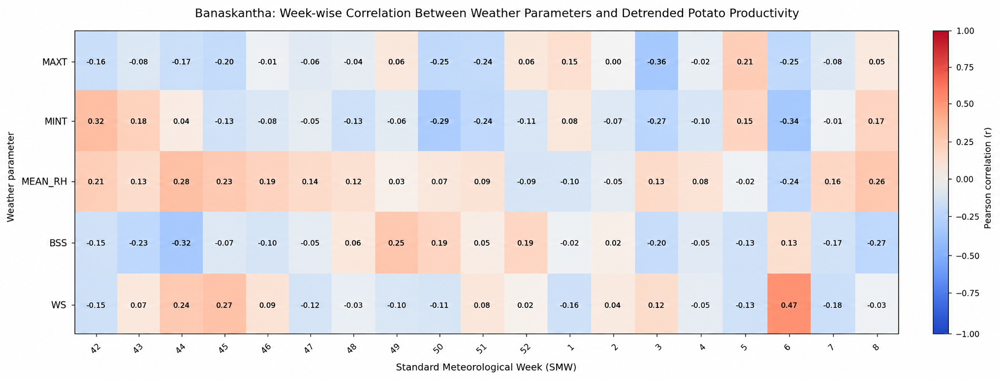 Banaskantha: Week-wise Correlation Between Weather Parameters and Detrended Potato Productivity
Weather parameter
MAXT -0.16 -0.08 -0.17 -0.20 -0.01 -0.06 -0.04 0.06 -0.25 -0.24 0.06 0.15 0.00 -0.36 -0.02 0.21 -0.25 -0.08 0.05
MINT 0.32 0.18 0.04 -0.13 -0.08 -0.05 -0.13 -0.06 -0.29 -0.24 -0.11 0.08 -0.07 -0.27 -0.10 0.15 -0.34 -0.01 0.17
MEAN_RH 0.21 0.13 0.28 0.23 0.19 0.14 0.12 0.03 0.07 0.09 -0.09 -0.10 -0.05 0.13 0.08 -0.02 -0.24 0.16 0.26
BSS -0.15 -0.23 -0.32 -0.07 -0.10 -0.05 0.06 0.25 0.19 0.05 0.19 -0.02 0.02 -0.20 -0.05 -0.13 0.13 -0.17 -0.27
WS -0.15 0.07 0.24 0.27 0.09 -0.12 -0.03 -0.10 -0.11 0.08 0.02 -0.16 0.04 0.12 -0.05 -0.13 0.47 -0.18 -0.03
42 43 44 45 46 47 48 49 50 51 52 1 2 3 4 5 6 7 8
Standard Meteorological Week (SMW)
1.00
0.75
0.50
0.25
0.00
−0.25
−0.50
−0.75
−1.00
Pearson correlation (r)